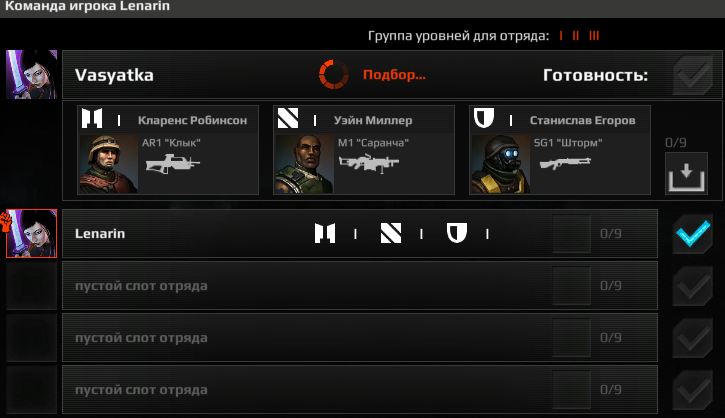 Команда игрока Lenarin
Группа уровней для отряда: I II III
Vasyatka Подбор... Готовность:
I Кларенс Робинсон I Уэйн Миллер I Станислав Егоров
AR1 "Клык" M1 "Саранча" SG1 "Шторм" 0/9
Lenarin I I I 0/9
пустой слот отряда 0/9
пустой слот отряда 0/9
пустой слот отряда 0/9